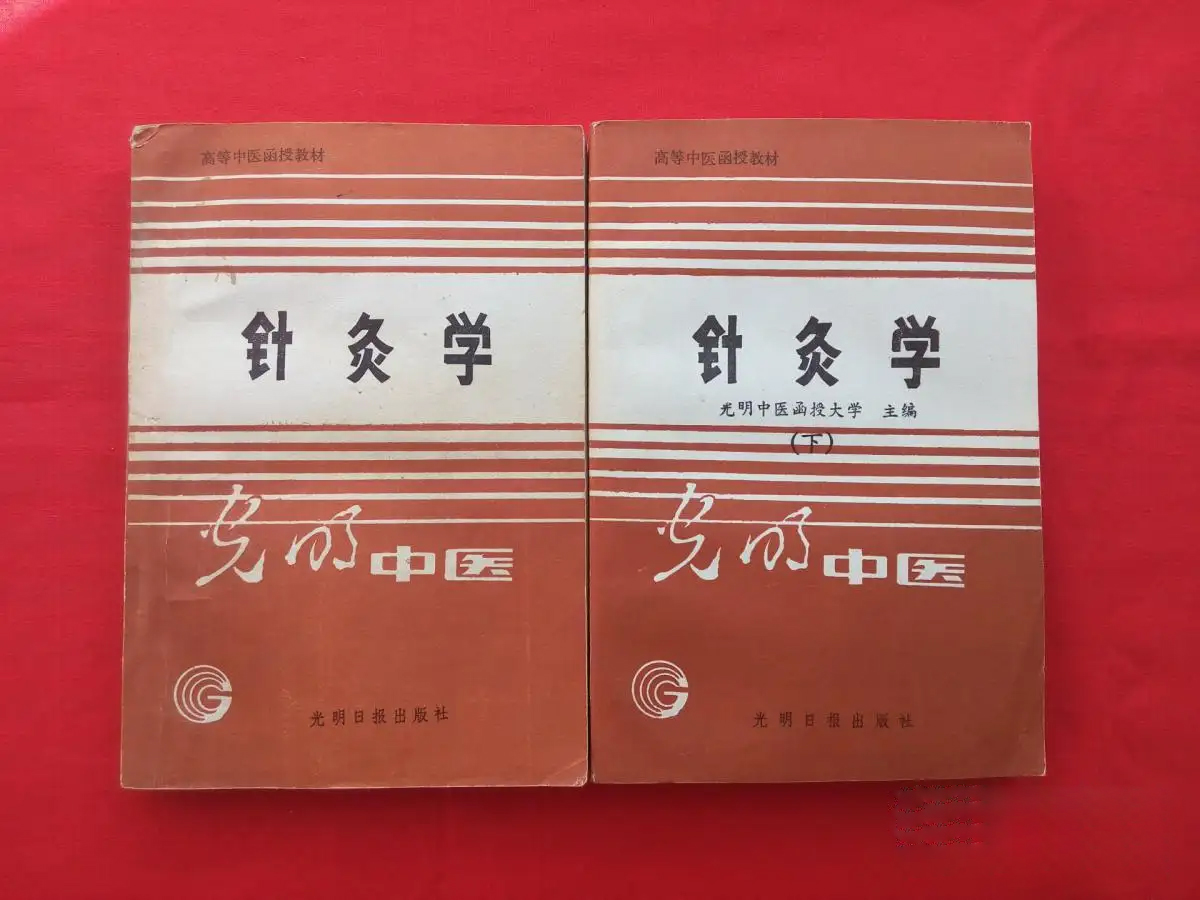 高等中医函授教材
针灸学
光明中医
光明日报出版社
高等中医函授教材
针灸学
光明中医函授大学 主编
(下)
光明中医
光明日报出版社